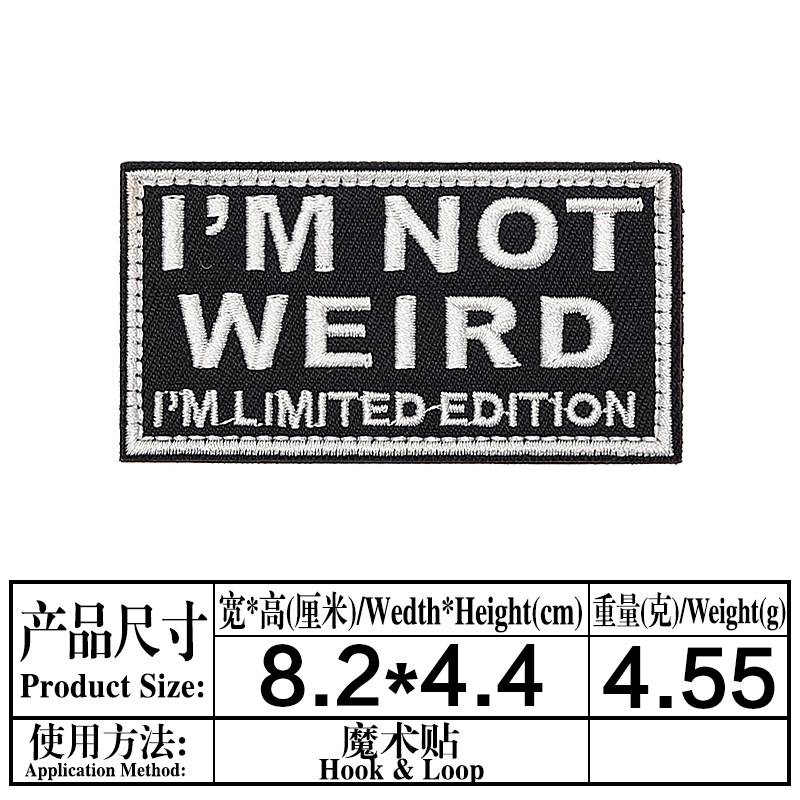 I'M NOT
WEIRD
I'M LIMITED EDITION
产品尺寸
Product Size:
宽*高(厘米)/Wedth*Height(cm)
重量(克)/Weight(g)
8.2*4.4
4.55
使用方法:
Application Method:
魔术贴
Hook & Loop